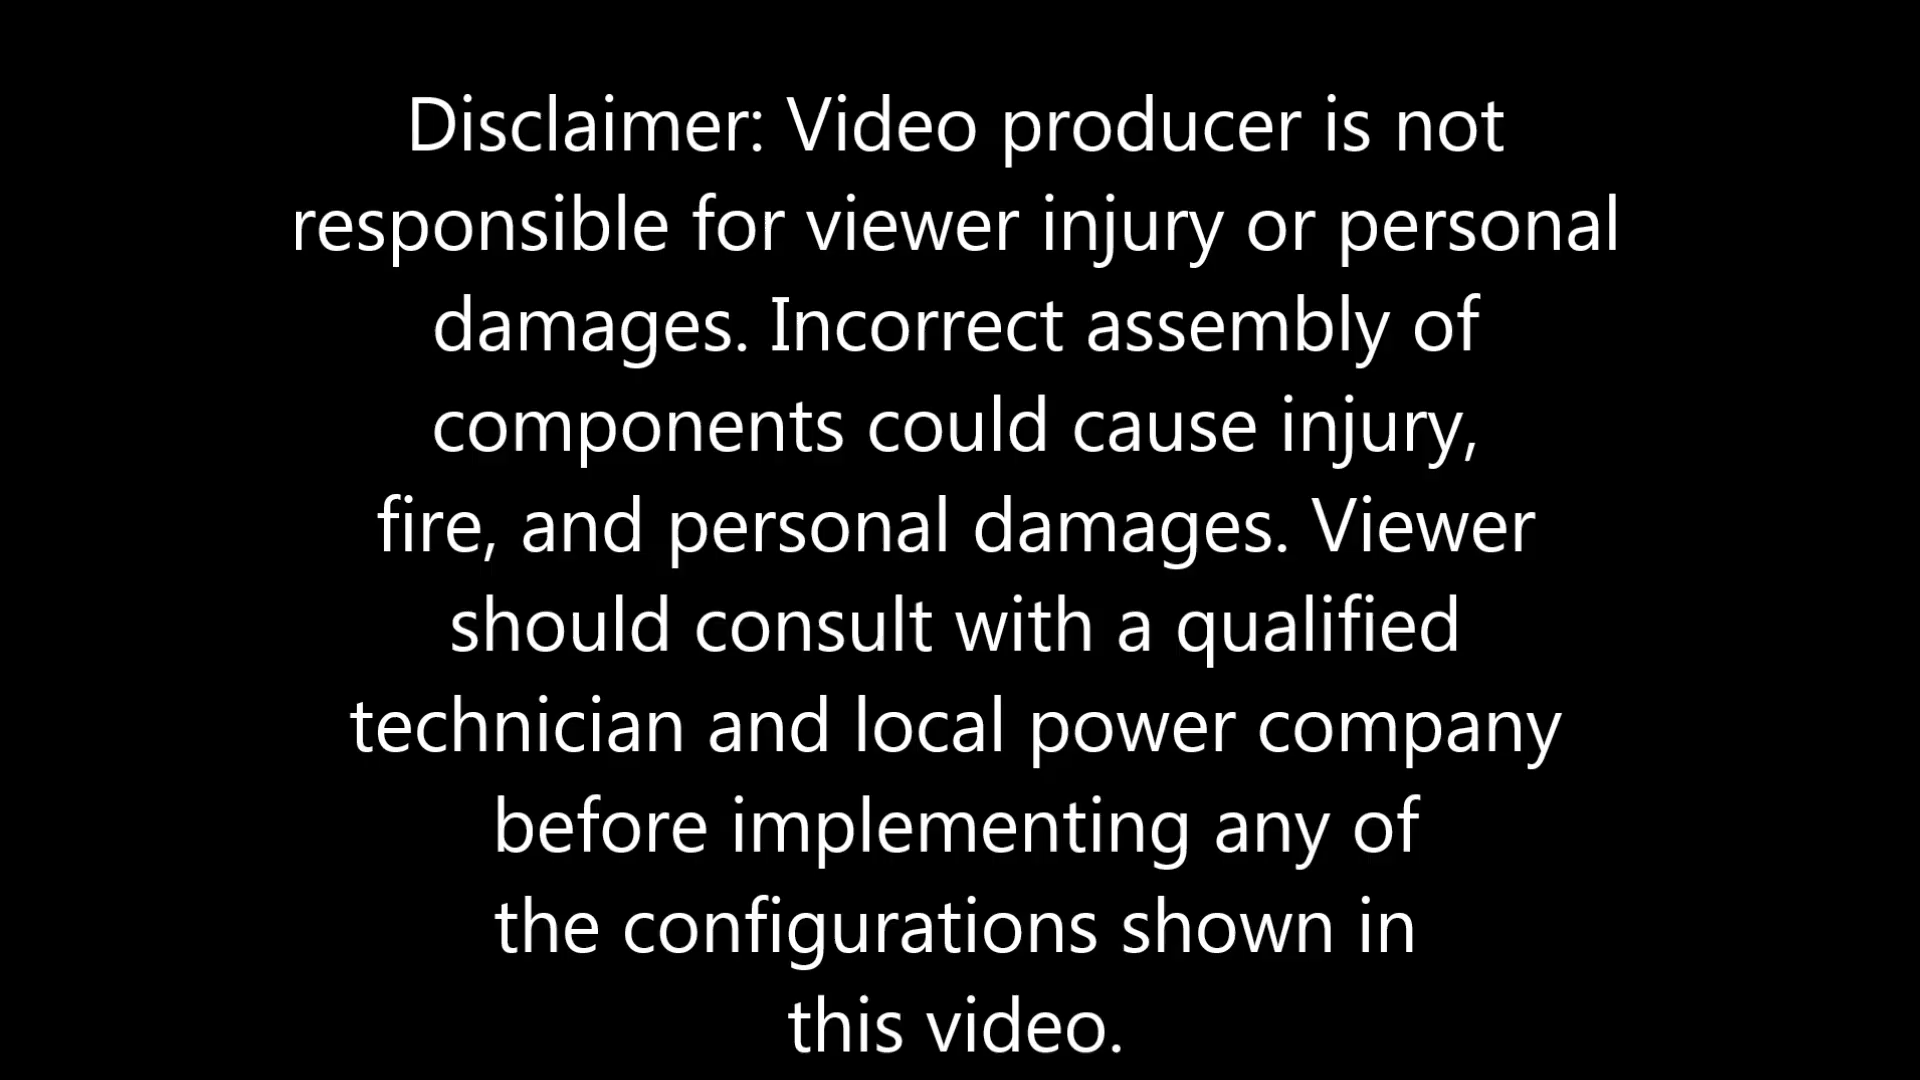 Disclaimer: Video producer is not
responsible for viewer injury or personal
damages. Incorrect assembly of
components could cause injury,
fire, and personal damages. Viewer
should consult with a qualified
technician and local power company
before implementing any of
the configurations shown in
this video.